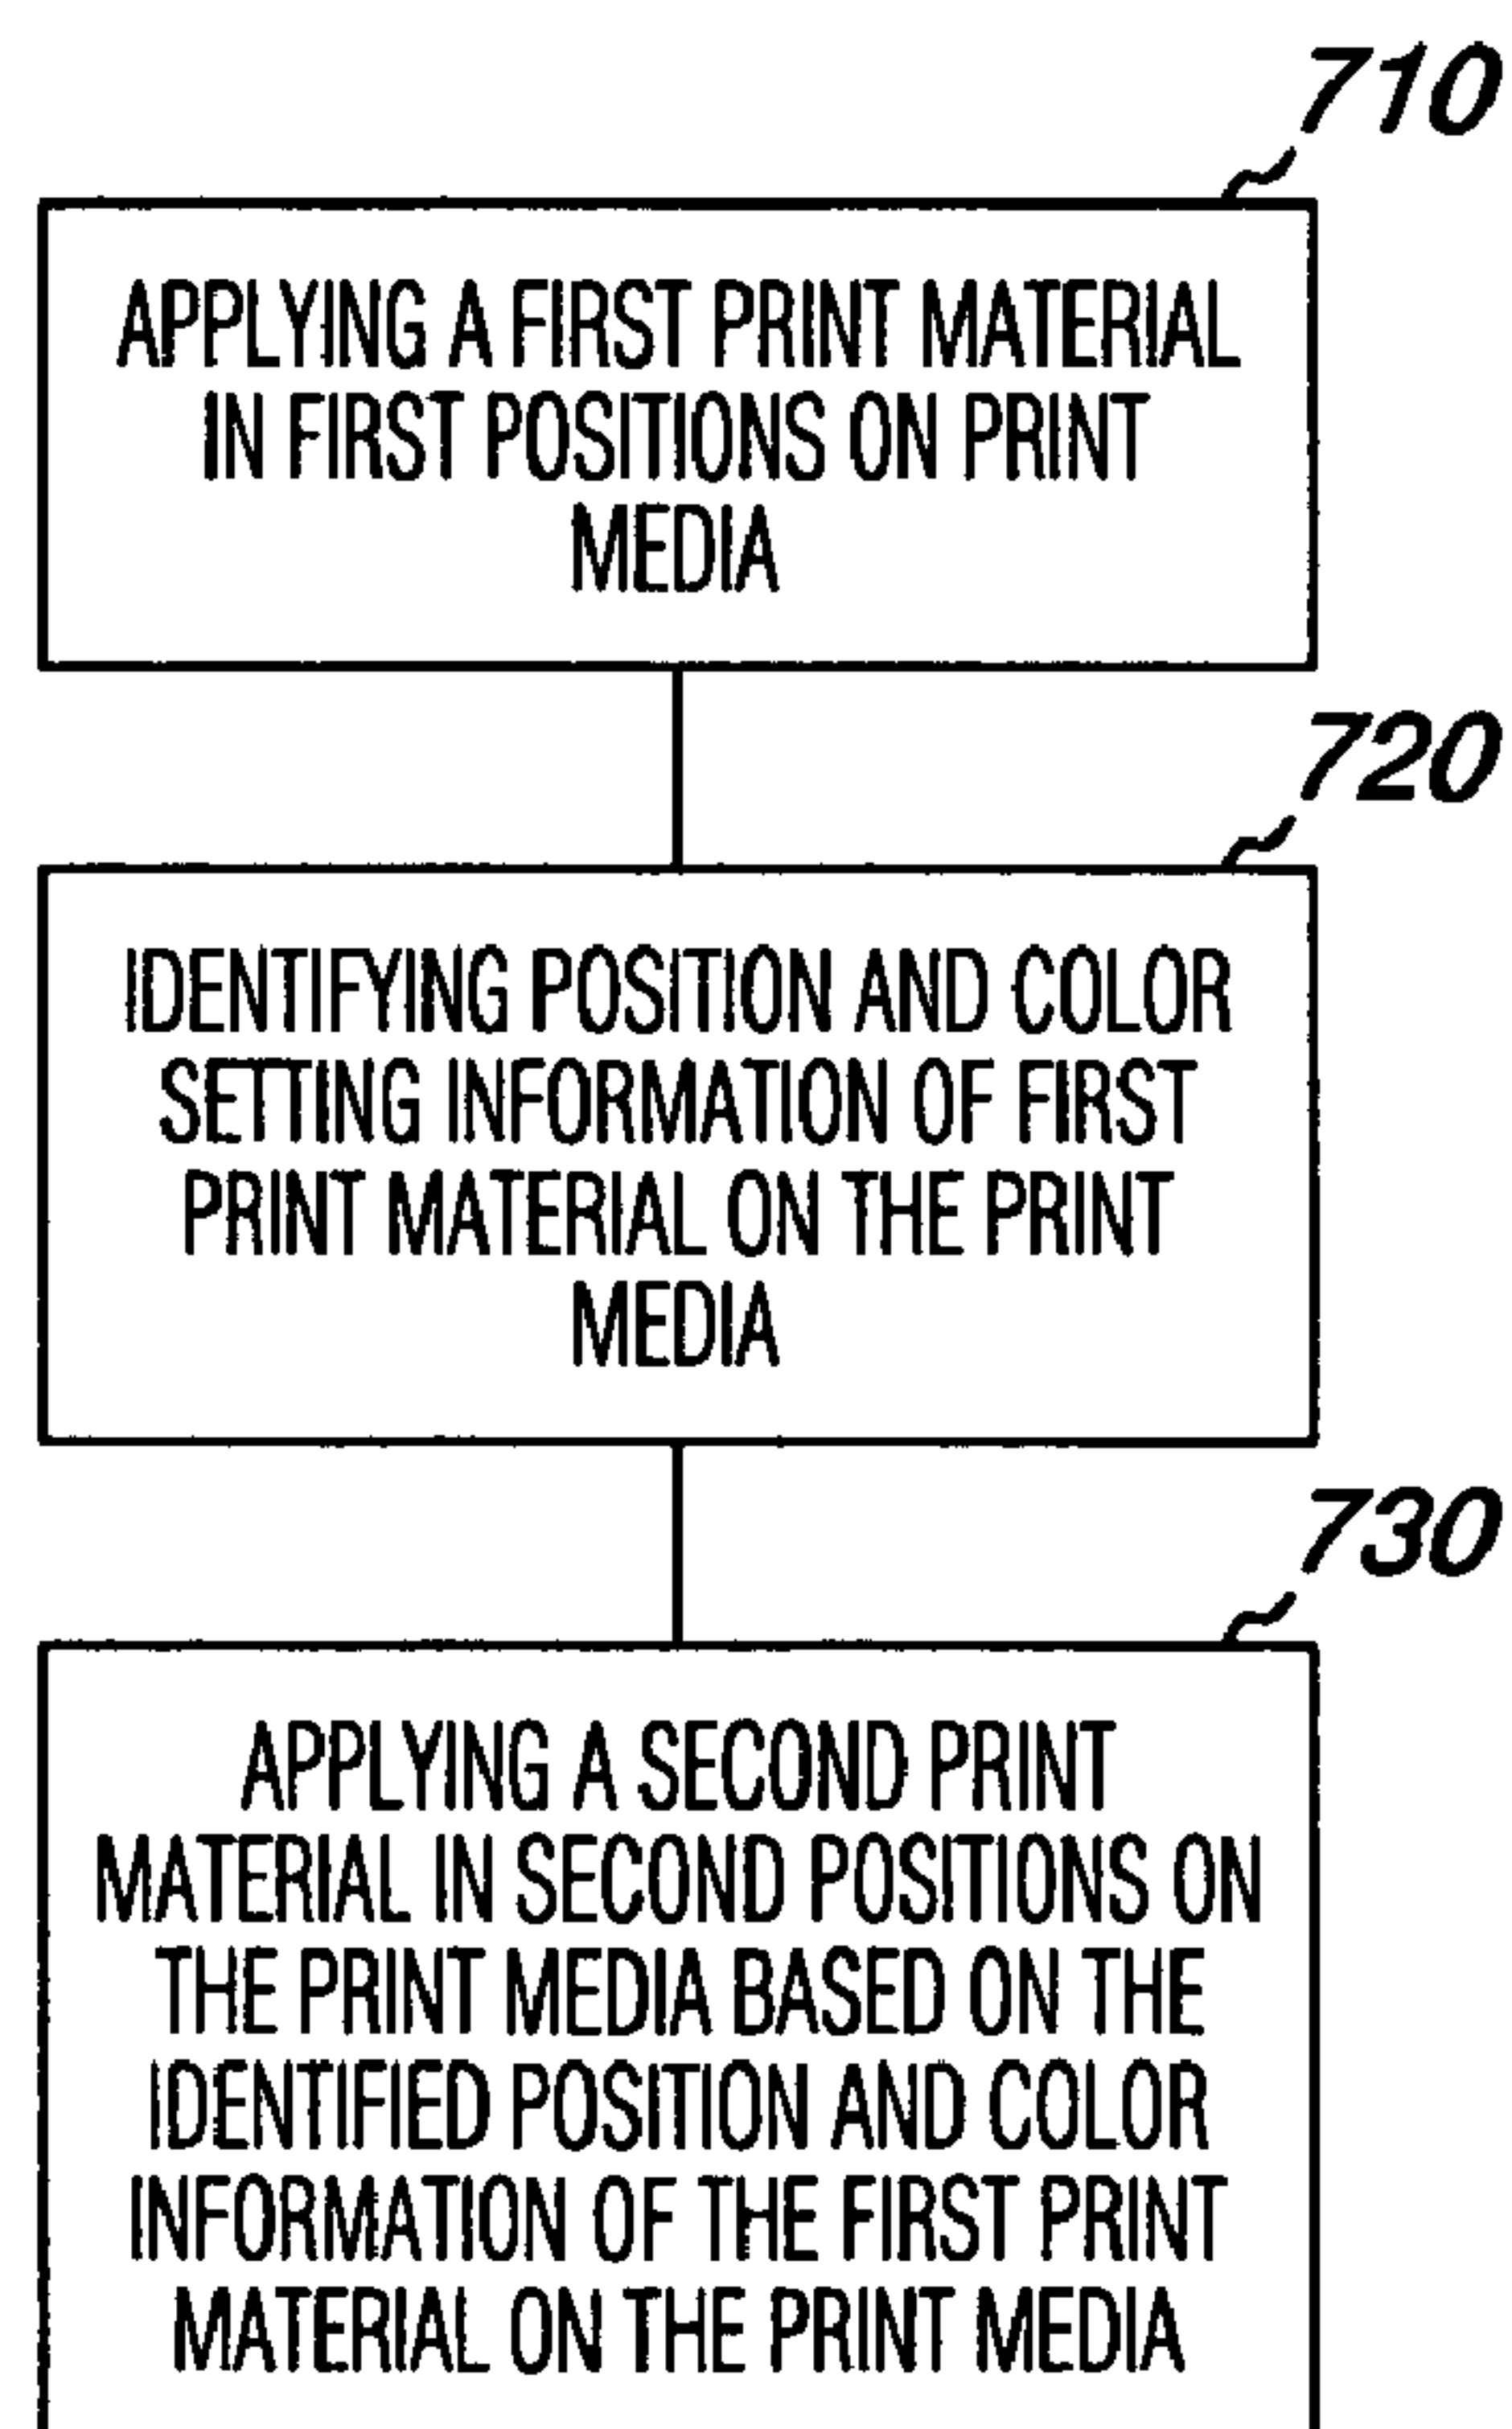 710
APPLYING A FIRST PRINT MATERIAL
IN FIRST POSITIONS ON PRINT
MEDIA
720
IDENTIFYING POSITION AND COLOR
SETTING INFORMATION OF FIRST
PRINT MATERIAL ON THE PRINT
MEDIA
730
APPLYING A SECOND PRINT
MATERIAL IN SECOND POSITIONS ON
THE PRINT MEDIA BASED ON THE
IDENTIFIED POSITION AND COLOR
INFORMATION OF THE FIRST PRINT
MATERIAL ON THE PRINT MEDIA